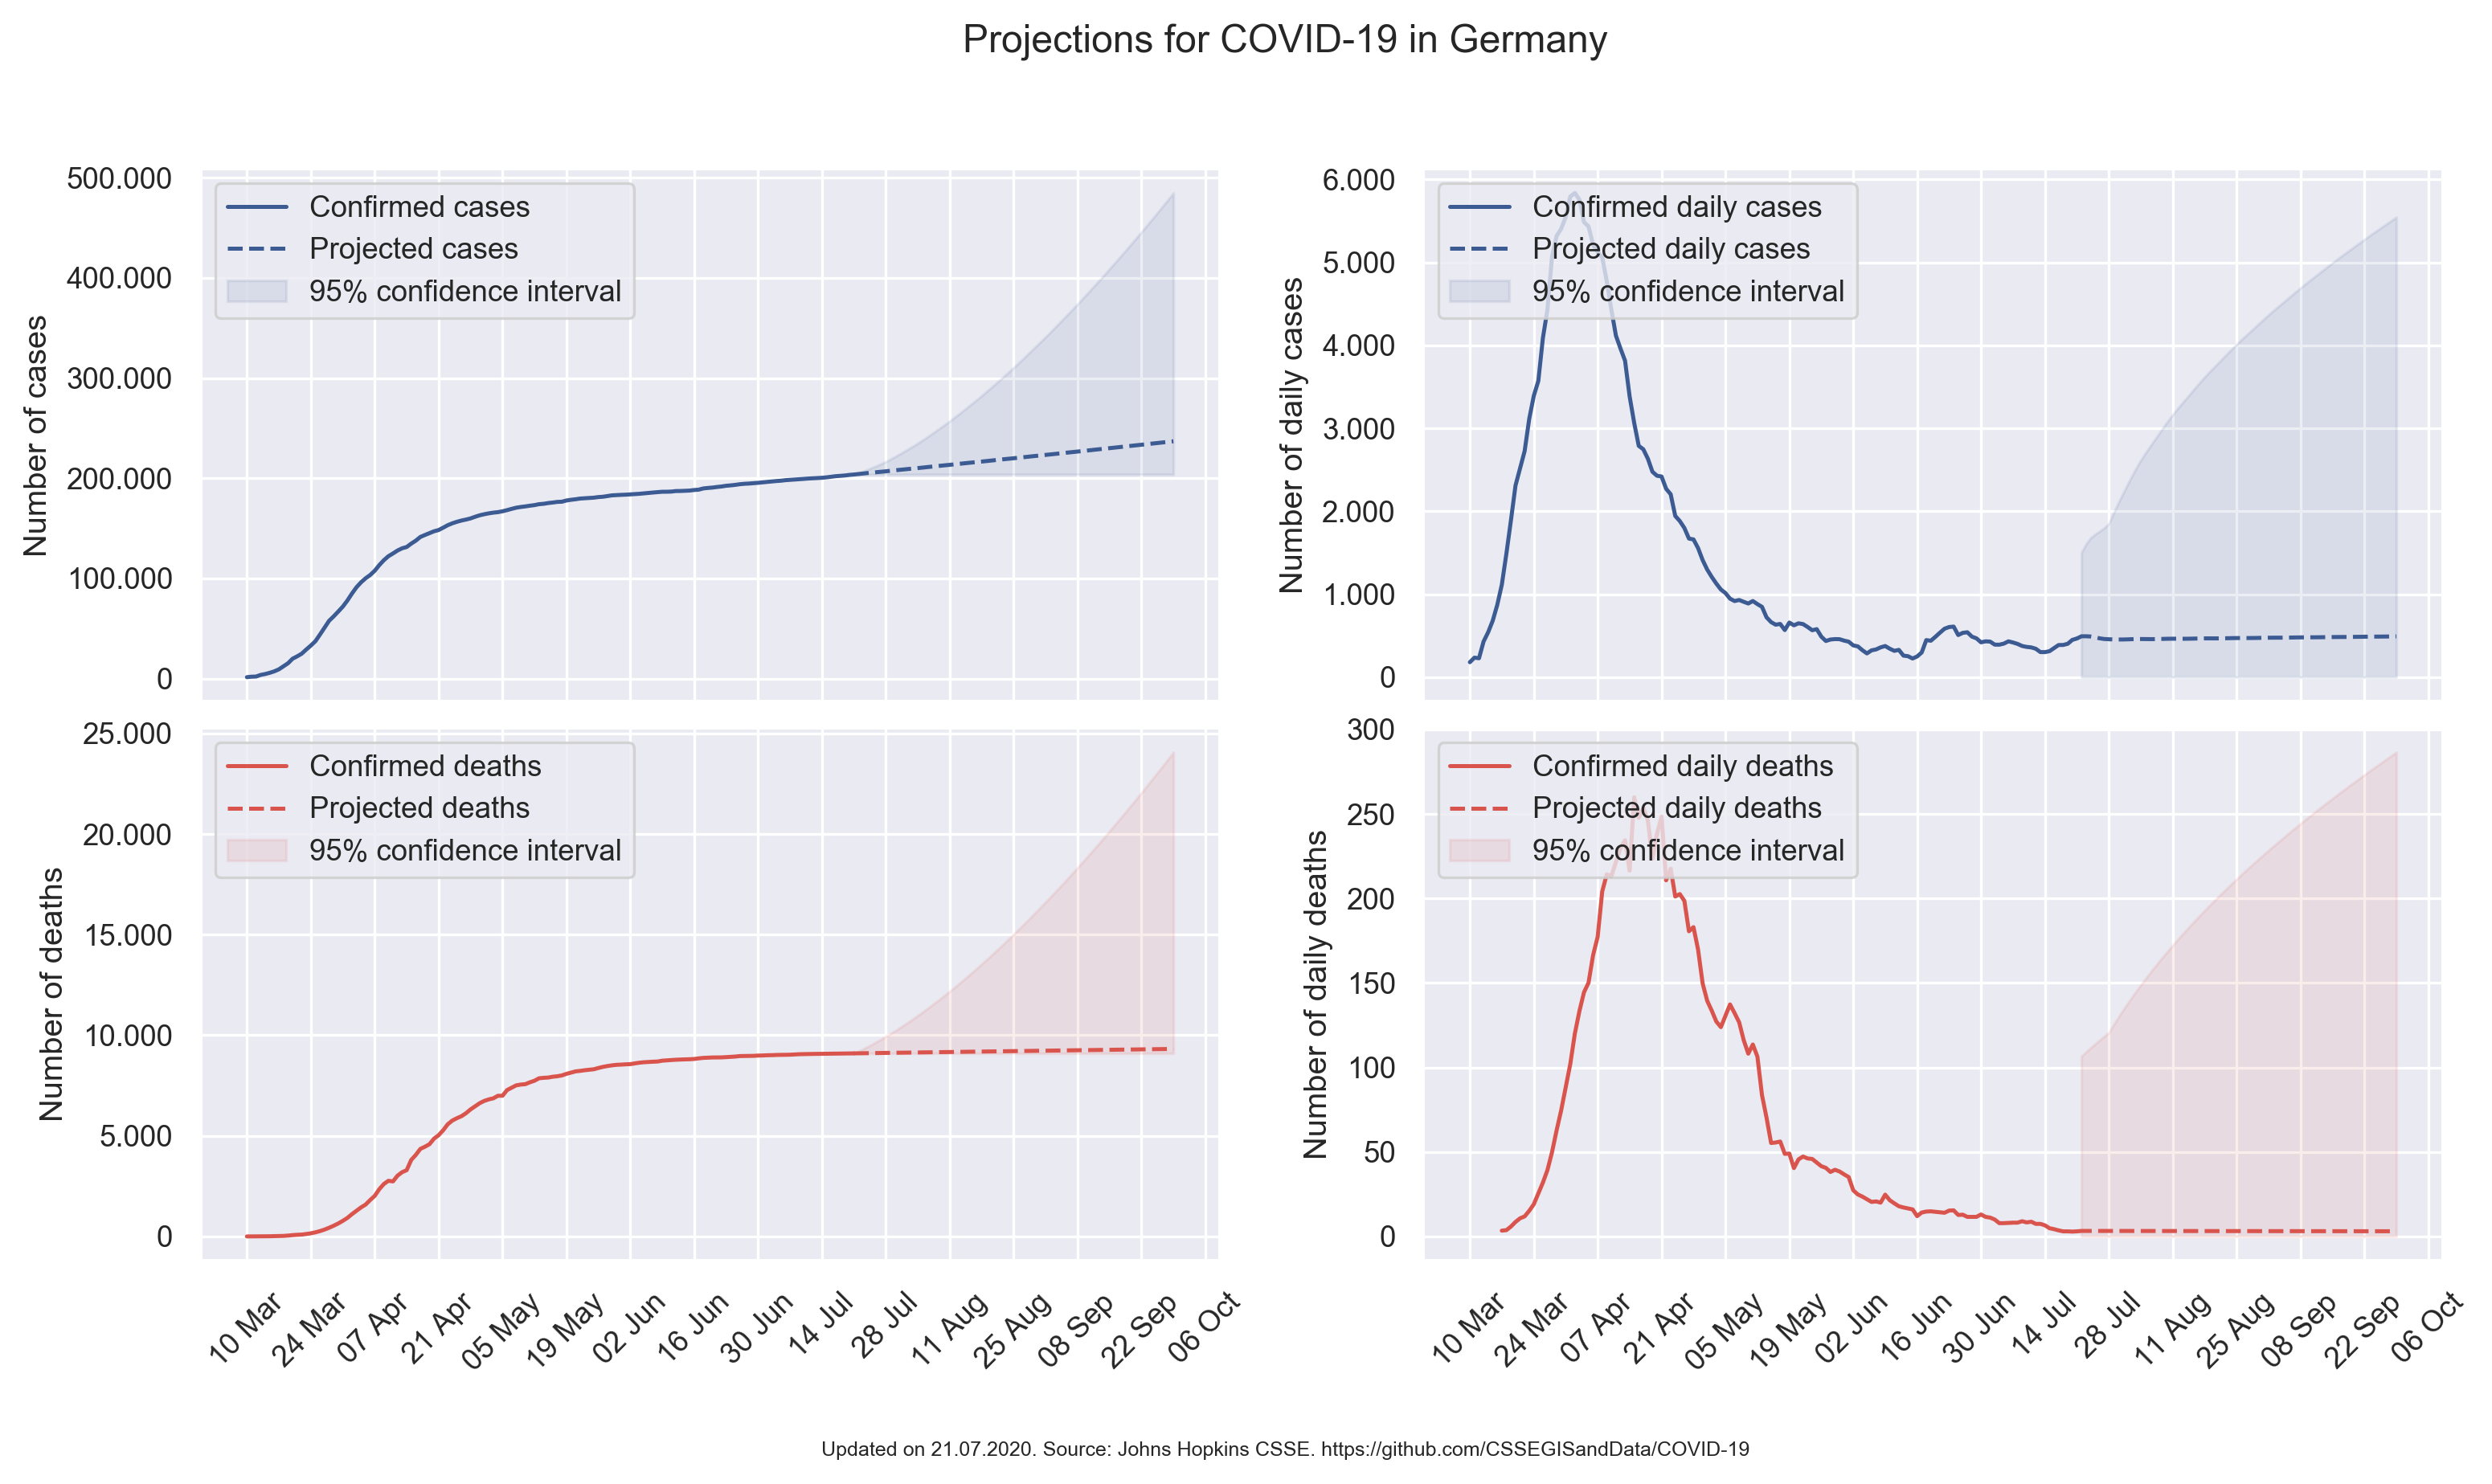 Projections for COVID-19 in Germany
500.000
400.000
300.000
200.000
100.000
0
Number of cases
Confirmed cases
Projected cases
95% confidence interval
6.000
5.000
4.000
3.000
2.000
1.000
0
Number of daily cases
Confirmed daily cases
Projected daily cases
95% confidence interval
25.000
20.000
15.000
10.000
5.000
0
Number of deaths
Confirmed deaths
Projected deaths
95% confidence interval
10 Mar
24 Mar
07 Apr
21 Apr
05 May
19 May
02 Jun
16 Jun
30 Jun
14 Jul
28 Jul
11 Aug
25 Aug
08 Sep
22 Sep
06 Oct
300
250
200
150
100
50
0
Number of daily deaths
Confirmed daily deaths
Projected daily deaths
95% confidence interval
10 Mar
24 Mar
07 Apr
21 Apr
05 May
19 May
02 Jun
16 Jun
30 Jun
14 Jul
28 Jul
11 Aug
25 Aug
08 Sep
22 Sep
06 Oct
Updated on 21.07.2020. Source: Johns Hopkins CSSE. https://github.com/CSSEGISandData/COVID-19